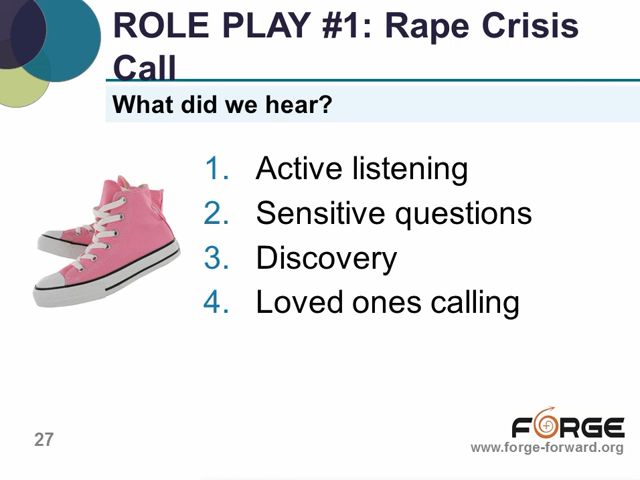 ROLE PLAY #1: Rape Crisis
Call
What did we hear?
1. Active listening
2. Sensitive questions
3. Discovery
4. Loved ones calling
27
FORGE
www.forge-forward.org